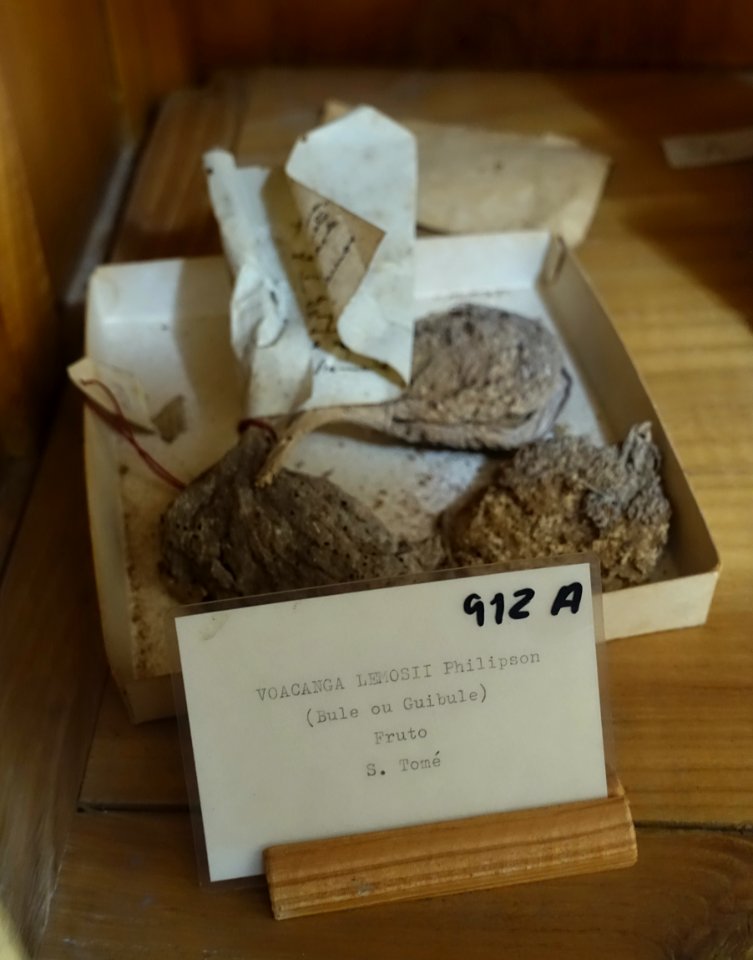 912 A
VOACANGA LEMOSII Philipson
(Bule ou Guibule)
Fruto
S. Tomé